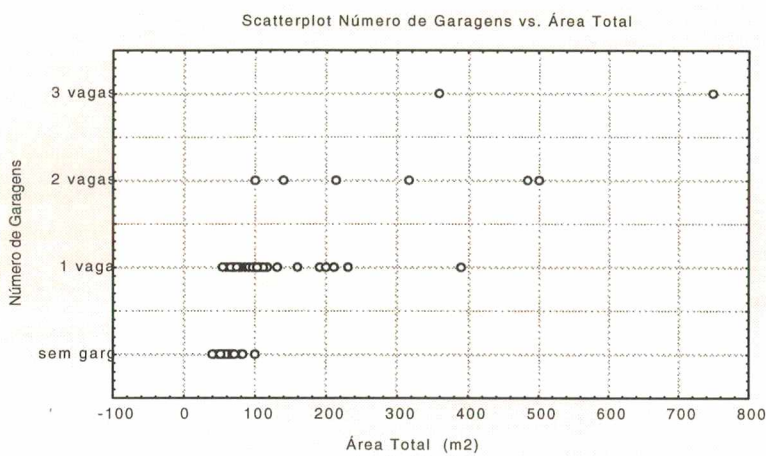 Scatterplot Número de Garagens vs. Área Total
Número de Garagens
3 vagas
2 vagas
1 vaga
sem garg
-100 0 100 200 300 400 500 600 700 800
Área Total (m2)